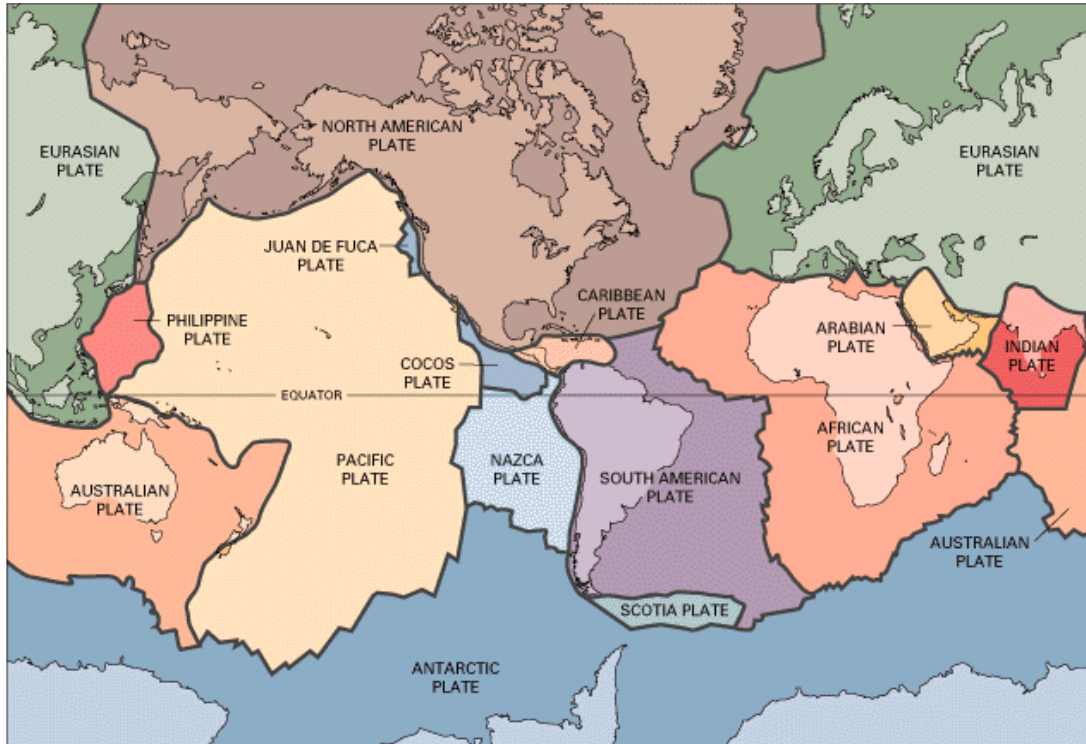 NORTH AMERICAN
PLATE
EURASIAN
PLATE
EURASIAN
PLATE
JUAN DE FUCA
PLATE
CARIBBEAN
PLATE
PHILIPPINE
PLATE
ARABIAN
PLATE
INDIAN
PLATE
COCOS
PLATE
EQUATOR
AFRICAN
PLATE
PACIFIC
PLATE
NAZCA
PLATE
SOUTH AMERICAN
PLATE
AUSTRALIAN
PLATE
AUSTRALIAN
PLATE
SCOTIA PLATE
ANTARCTIC
PLATE